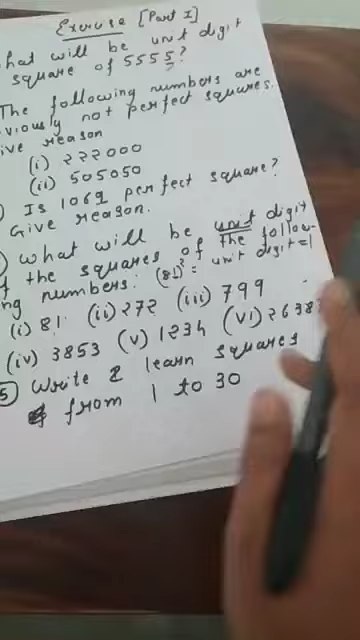 Exercise [Part I]
hat will be unit digit
square of 5555?
The following numbers are
viously not perfect squares.
ive reason
(i) 222000
(ii) 505050
) Is 1069 perfect square?
Give reason.
) What will be unit digit
f the squares of the follow-
ng numbers: (81)² = unit digit=1
(i) 81 (ii) 272 (iii) 799
(iv) 3853 (v) 1234 (vi) 2638
5 Write & learn squares
from 1 to 30